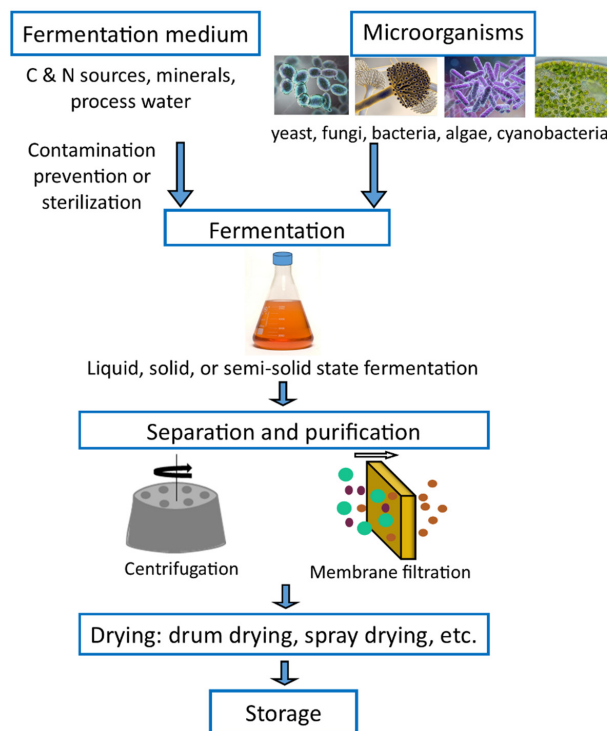 Fermentation medium
Microorganisms
C & N sources, minerals,
process water
yeast, fungi, bacteria, algae, cyanobacteria
Contamination
prevention or
sterilization
Fermentation
Liquid, solid, or semi-solid state fermentation
Separation and purification
Centrifugation
Membrane filtration
Drying: drum drying, spray drying, etc.
Storage